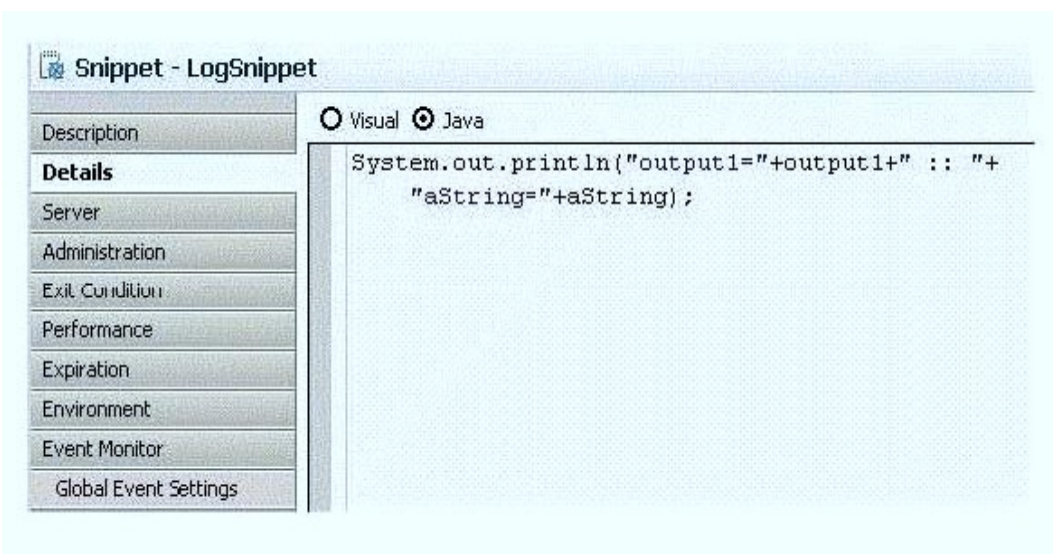 Snippet - LogSnippet
Visual Java
Description
Details
Server
Administration
Exit Condition
Performance
Expiration
Environment
Event Monitor
Global Event Settings
System.out.println("output1="+output1+" :: "+
"aString="+aString);